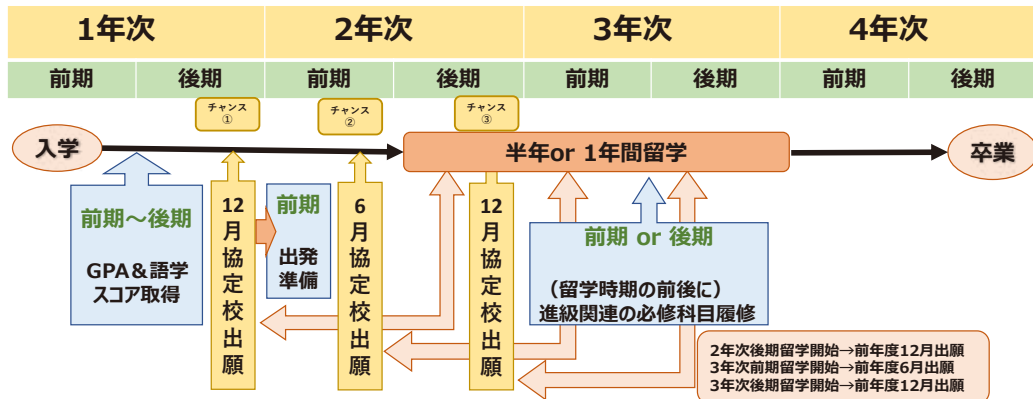 1年次
2年次
3年次
4年次
前期
後期
前期
後期
前期
後期
前期
後期
チャンス
①
チャンス
②
チャンス
③
入学
半年or 1年間留学
卒業
前期～後期
GPA＆語学
スコア取得
12月協定校出願
前期
出発
準備
6月協定校出願
12月協定校出願
前期 or 後期
（留学時期の前後に）
進級関連の必修科目履修
2年次後期留学開始→前年度12月出願
3年次前期留学開始→前年度6月出願
3年次後期留学開始→前年度12月出願